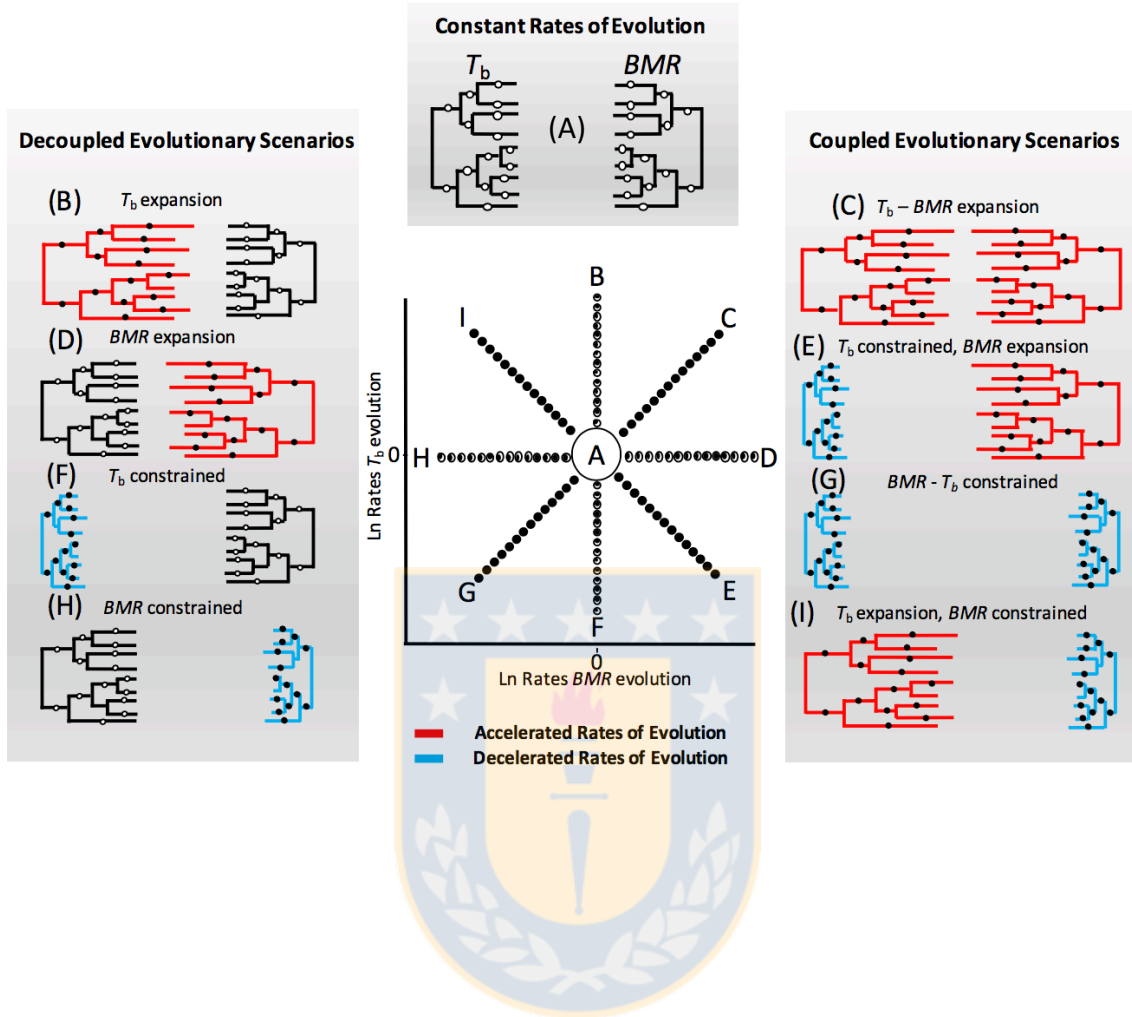 Constant Rates of Evolution
Tb BMR
(A)
Decoupled Evolutionary Scenarios
(B) Tb expansion
(D) BMR expansion
(F) Tb constrained
(H) BMR constrained
B
I
C
H
A
D
G
E
F
Ln Rates Tb evolution
0
0
Ln Rates BMR evolution
Accelerated Rates of Evolution
Decelerated Rates of Evolution
Coupled Evolutionary Scenarios
(C) Tb – BMR expansion
(E) Tb constrained, BMR expansion
(G) BMR - Tb constrained
(I) Tb expansion, BMR constrained